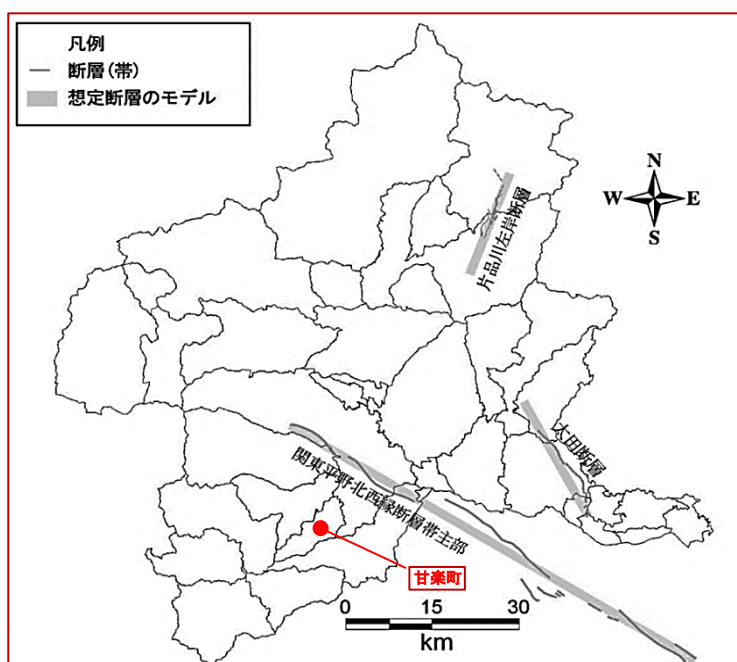 凡例
断層(帯)
想定断層のモデル
N
W E
S
片品川左岸断層
太田断層
関東平野北西縁断層帯主部
甘楽町
0 15 30
km